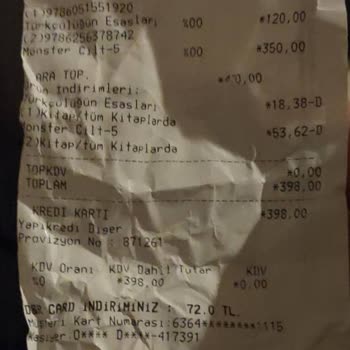 (1)9786051551920
Türkçülüğün Esasları %00 *120,00
(2)9786256378742
Monster Cilt-5 %00 *350,00
ARA TOP.
Ürün İndirimleri:
Türkçülüğün Esasları *18,38-D
(1)Kitap/tüm Kitaplarda
Monster Cilt-5 *53,62-D
(2)Kitap/tüm Kitaplarda
TOPKDV *0,00
TOPLAM *398,00
KREDİ KARTI *398,00
Yapıkredi Diğer
Provizyon No : 871261
KDV Oranı KDV Dahil Tutar KDV
%0 *398,00 *0.00
D&R CARD İNDİRİMİNİZ : 72.0 TL.
Müşteri Kart Numarası:6364********1115
Kasiyer O**** D****-417391